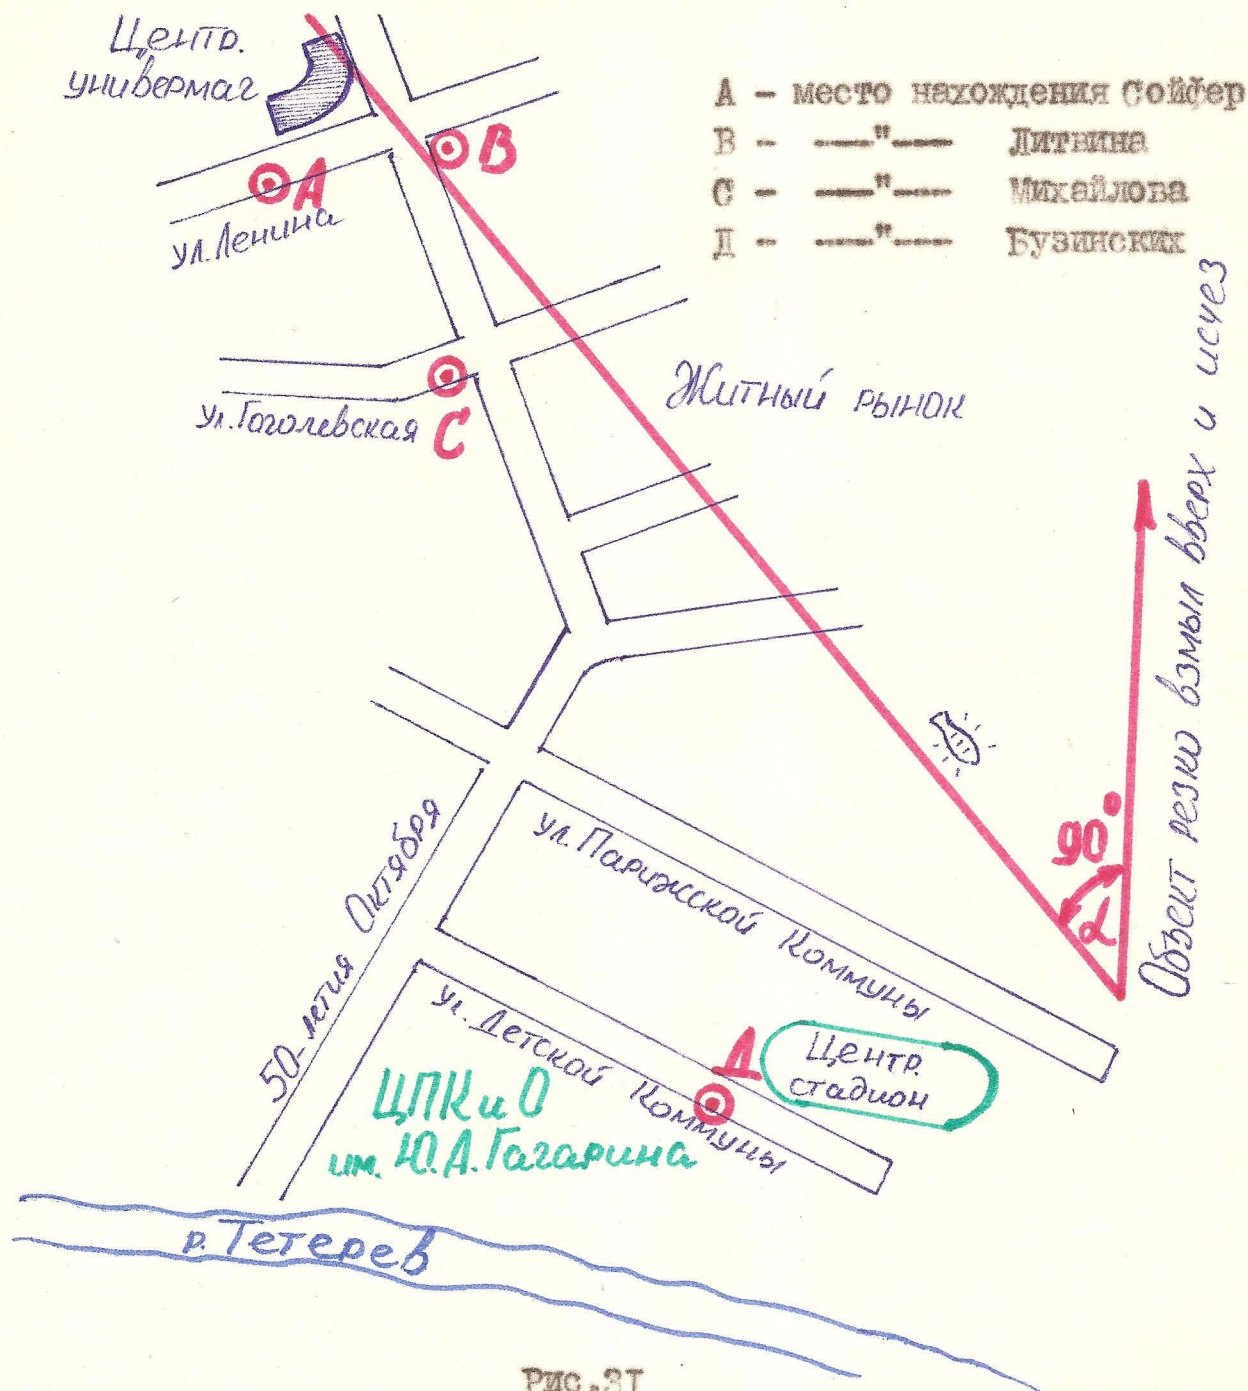 Центр.
универмаг
А - место нахождения Сойфер
В - —"— Литвина
С - —"— Михайлова
Д - —"— Бузинских
В
А
ул. Ленина
Житный рынок
ул. Гоголевская
С
Объект резко взмыл вверх и исчез
90°
α
50-летия Октября
ул. Парижской Коммуны
ул. Детской Коммуны
Д
Центр.
стадион
ЦПК и О
им. Ю.А. Гагарина
р. Тетерев
Рис.31